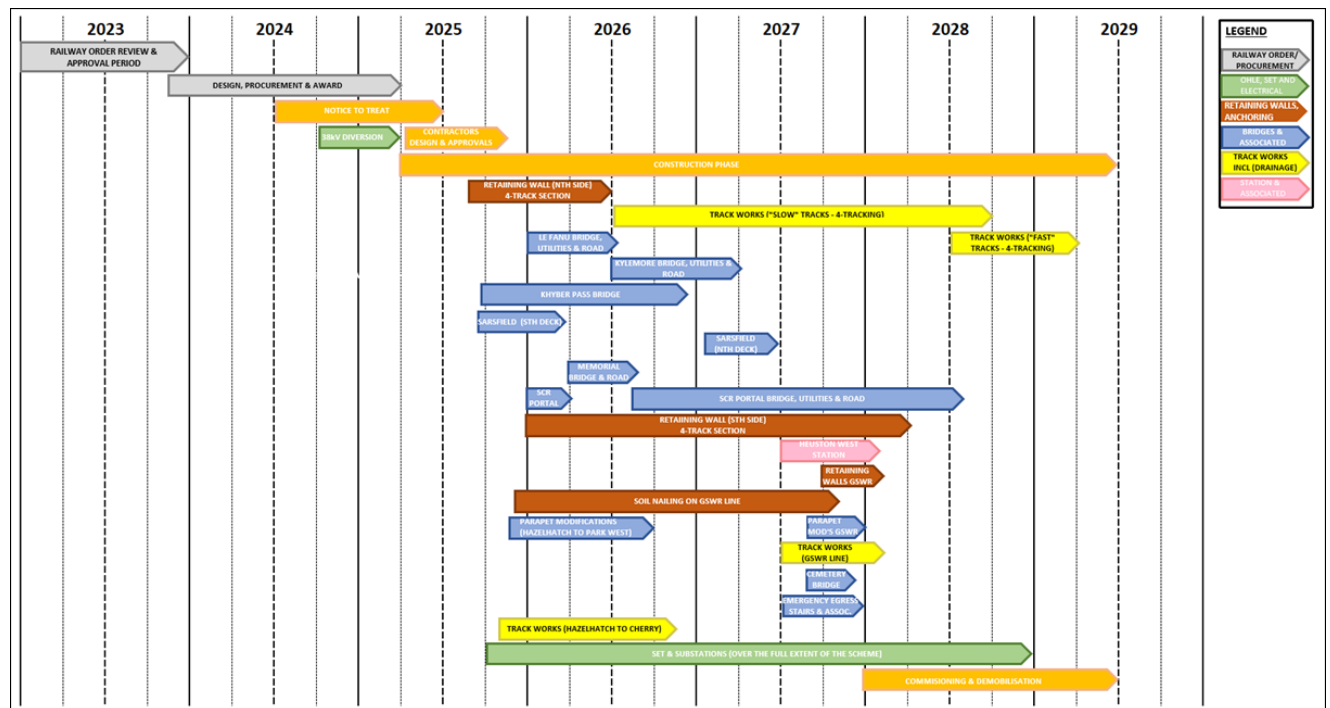 2023 2024 2025 2026 2027 2028 2029
RAILWAY ORDER REVIEW &
APPROVAL PERIOD
DESIGN, PROCUREMENT & AWARD
NOTICE TO TREAT
38kV DIVERSION
CONTRACTORS
DESIGN & APPROVALS
CONSTRUCTION PHASE
RETAIINING WALL (NTH SIDE)
4-TRACK SECTION
TRACK WORKS ("SLOW" TRACKS - 4-TRACKING)
LE FANU BRIDGE,
UTILITIES & ROAD
TRACK WORKS ("FAST"
TRACKS - 4-TRACKING)
KYLEMORE BRIDGE, UTILITIES &
ROAD
KHYBER PASS BRIDGE
SARSFIELD (STH DECK)
SARSFIELD
(NTH DECK)
MEMORIAL
BRIDGE & ROAD
SCR
PORTAL
SCR PORTAL BRIDGE, UTILITIES & ROAD
RETAIINING WALL (STH SIDE)
4-TRACK SECTION
HEUSTON WEST
STATION
RETAIINING
WALLS GSWR
SOIL NAILING ON GSWR LINE
PARAPET MODIFICATIONS
(HAZELHATCH TO PARK WEST)
PARAPET
MOD'S GSWR
TRACK WORKS
(GSWR LINE)
CEMETERY
BRIDGE
EMERGENCY EGRESS
STAIRS & ASSOC.
TRACK WORKS (HAZELHATCH TO CHERRY)
SET & SUBSTATIONS (OVER THE FULL EXTENT OF THE SCHEME)
COMMISIONING & DEMOBILISATION
LEGEND
RAILWAY ORDER/
PROCUREMENT
OHLE, SET AND
ELECTRICAL
RETAINING WALLS,
ANCHORING
BRIDGES &
ASSOCIATED
TRACK WORKS
INCL (DRAINAGE)
STATION &
ASSOCIATED